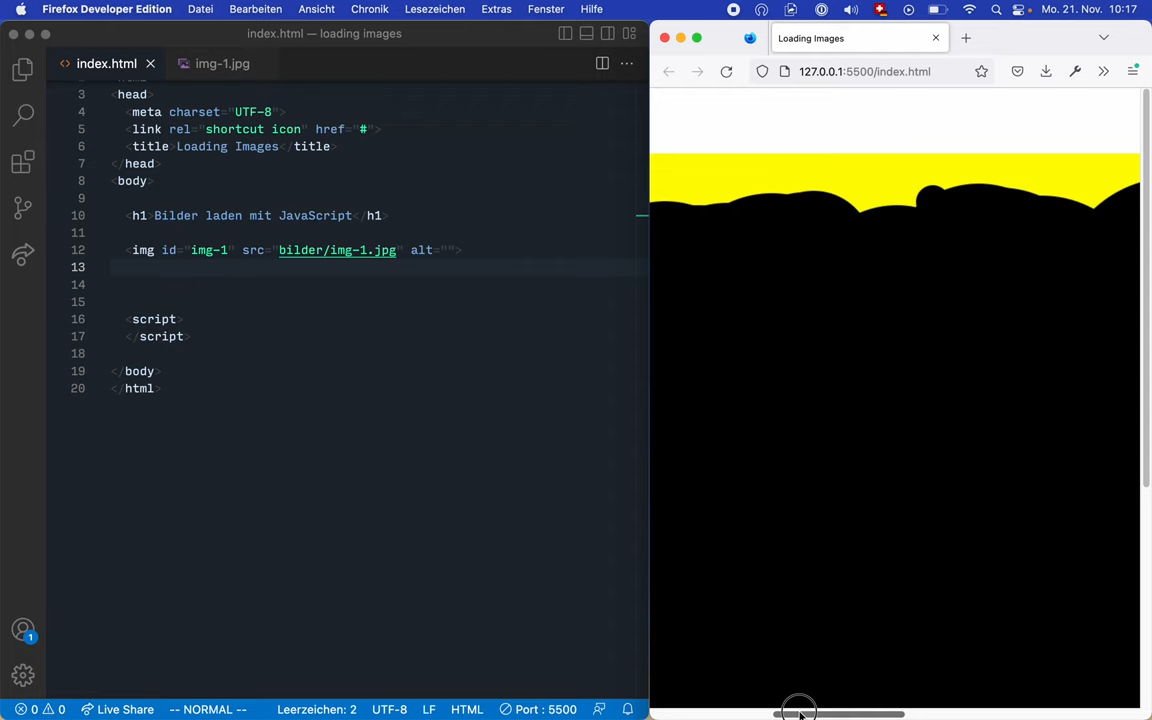 Firefox Developer Edition Datei Bearbeiten Ansicht Chronik Lesezeichen Extras Fenster Hilfe Mo. 21. Nov. 10:17
index.html — loading images
index.html img-1.jpg
3 <head>
4 <meta charset="UTF-8">
5 <link rel="shortcut icon" href="#">
6 <title>Loading Images</title>
7 </head>
8 <body>
9
10 <h1>Bilder laden mit JavaScript</h1>
11
12 <img id="img-1" src="bilder/img-1.jpg" alt="">
13
14
15
16 <script>
17 </script>
18
19 </body>
20 </html>
1
0 0 Live Share -- NORMAL -- Leerzeichen: 2 UTF-8 LF HTML Port : 5500
Loading Images
127.0.0.1:5500/index.html